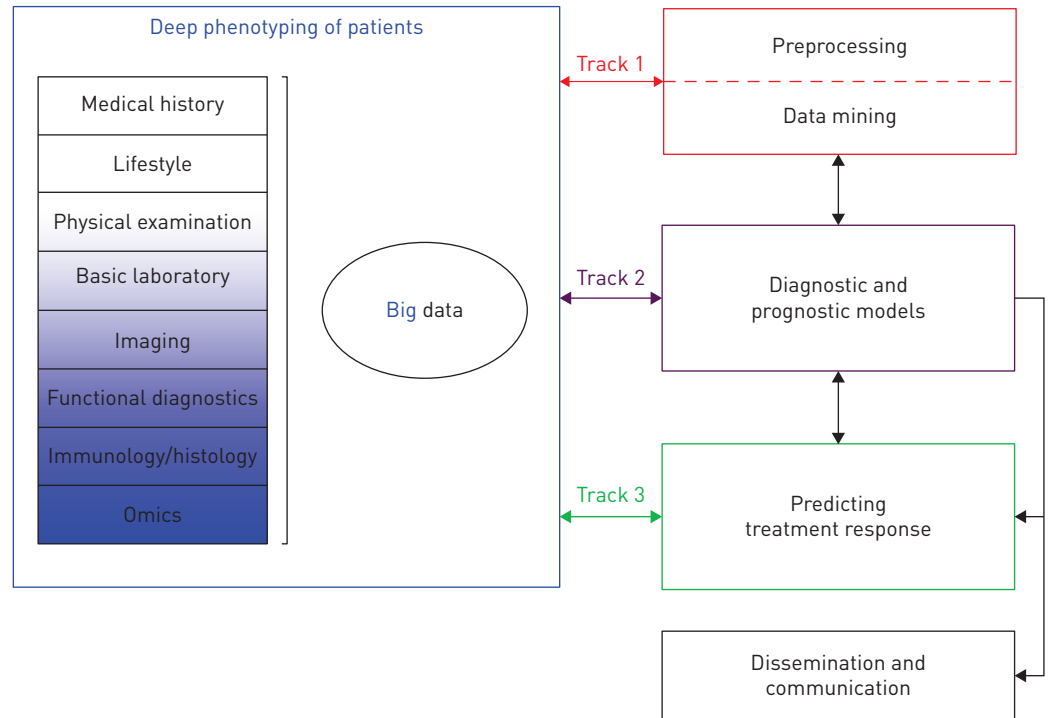 Deep phenotyping of patients
Medical history
Lifestyle
Physical examination
Basic laboratory
Imaging
Functional diagnostics
Immunology/histology
Omics
Big data
Track 1
Preprocessing
Data mining
Track 2
Diagnostic and
prognostic models
Track 3
Predicting
treatment response
Dissemination and
communication